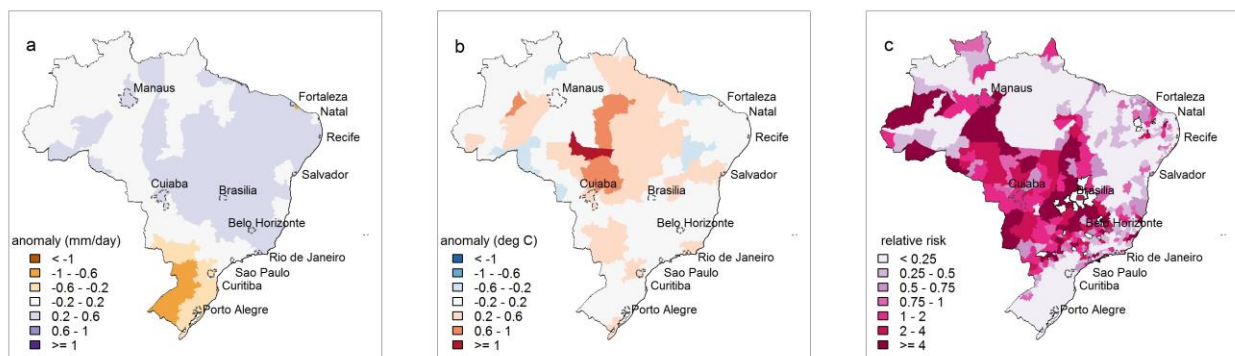 a
Manaus
Fortaleza
Natal
Recife
Salvador
Cuiaba
Brasilia
Belo Horizonte
Rio de Janeiro
Sao Paulo
Curitiba
Porto Alegre
anomaly (mm/day)
< -1
-1 - -0.6
-0.6 - -0.2
-0.2 - 0.2
0.2 - 0.6
0.6 - 1
>= 1
b
Manaus
Fortaleza
Natal
Recife
Salvador
Cuiaba
Brasilia
Belo Horizonte
Rio de Janeiro
Sao Paulo
Curitiba
Porto Alegre
anomaly (deg C)
< -1
-1 - -0.6
-0.6 - -0.2
-0.2 - 0.2
0.2 - 0.6
0.6 - 1
>= 1
c
Manaus
Fortaleza
Natal
Recife
Salvador
Cuiaba
Brasilia
Belo Horizonte
Rio de Janeiro
Sao Paulo
Curitiba
Porto Alegre
relative risk
< 0.25
0.25 - 0.5
0.5 - 0.75
0.75 - 1
1 - 2
2 - 4
>= 4